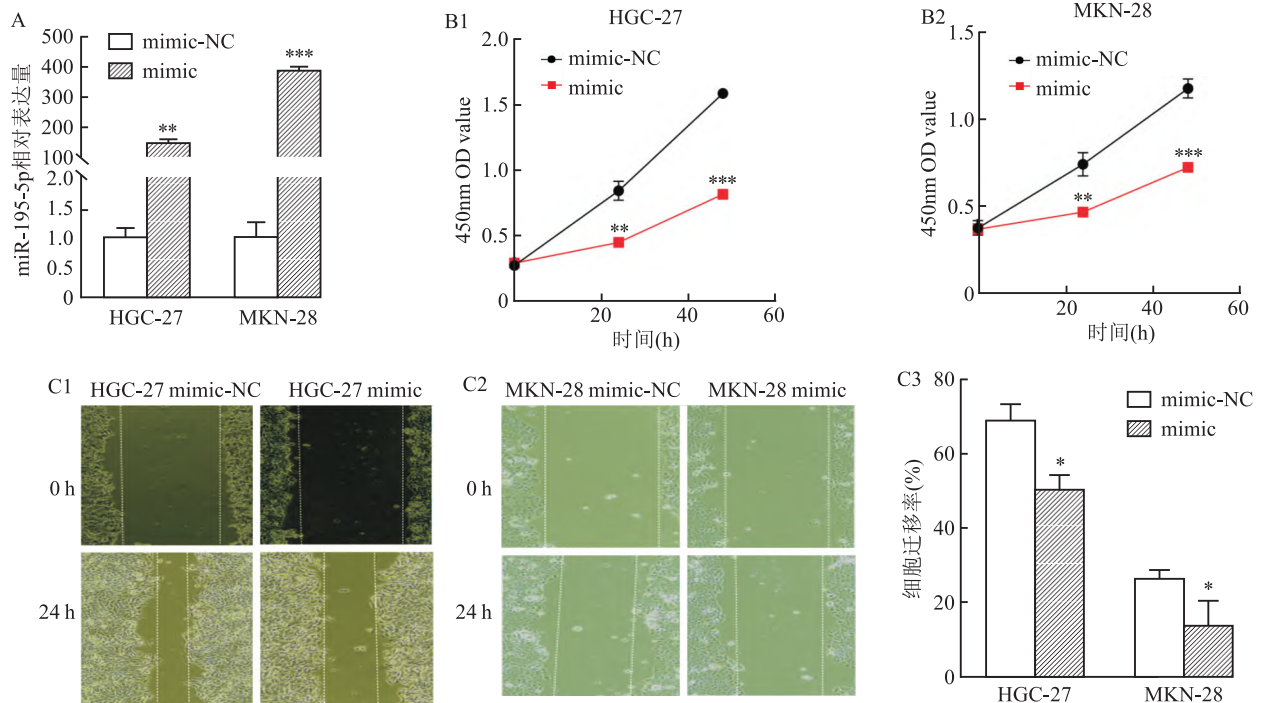 A
mimic-NC
mimic
miR-195-5p相对表达量
500
400
300
200
100
2.0
1.5
1.0
0.5
0
**
***
HGC-27
MKN-28
B1
HGC-27
mimic-NC
mimic
450nm OD value
2.0
1.5
1.0
0.5
0.0
**
***
20
40
60
时间(h)
B2
MKN-28
mimic-NC
mimic
450nm OD value
1.5
1.0
0.5
0.0
**
***
20
40
60
时间(h)
C1
HGC-27 mimic-NC
HGC-27 mimic
0 h
24 h
C2
MKN-28 mimic-NC
MKN-28 mimic
0 h
24 h
C3
mimic-NC
mimic
细胞迁移率(%)
80
60
40
20
0
*
*
HGC-27
MKN-28